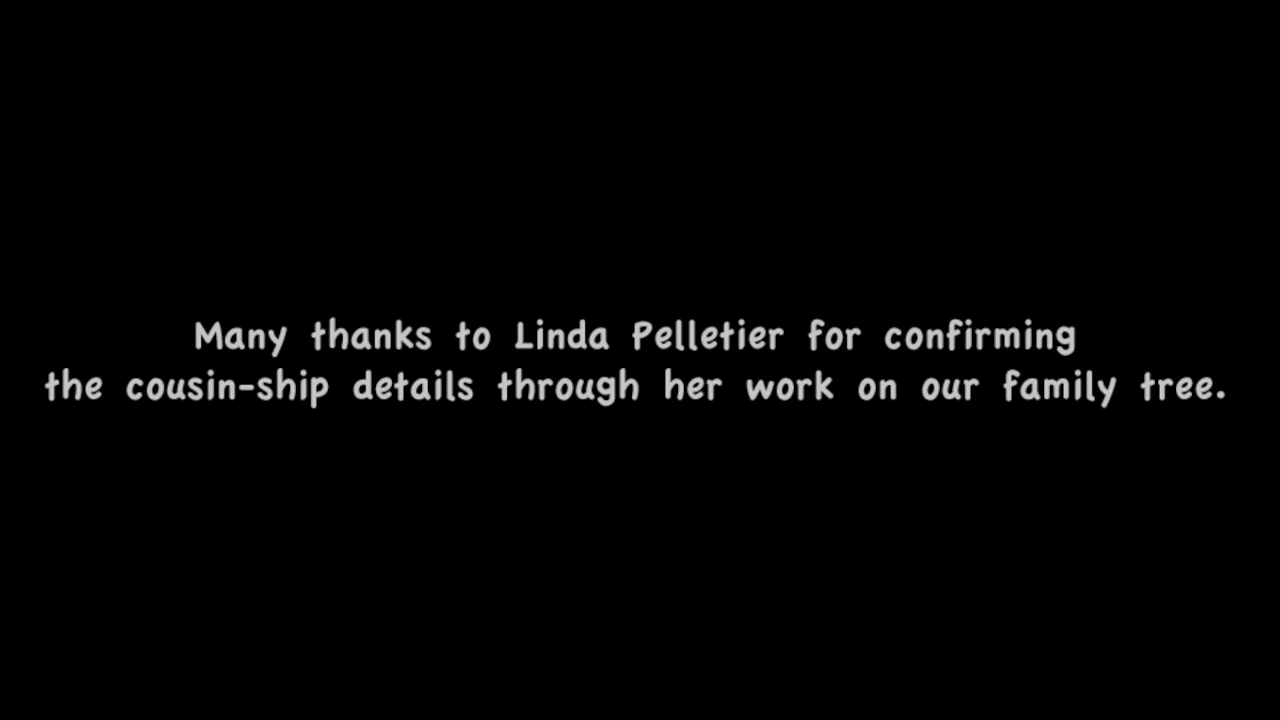 Many thanks to Linda Pelletier for confirming
the cousin-ship details through her work on our family tree.